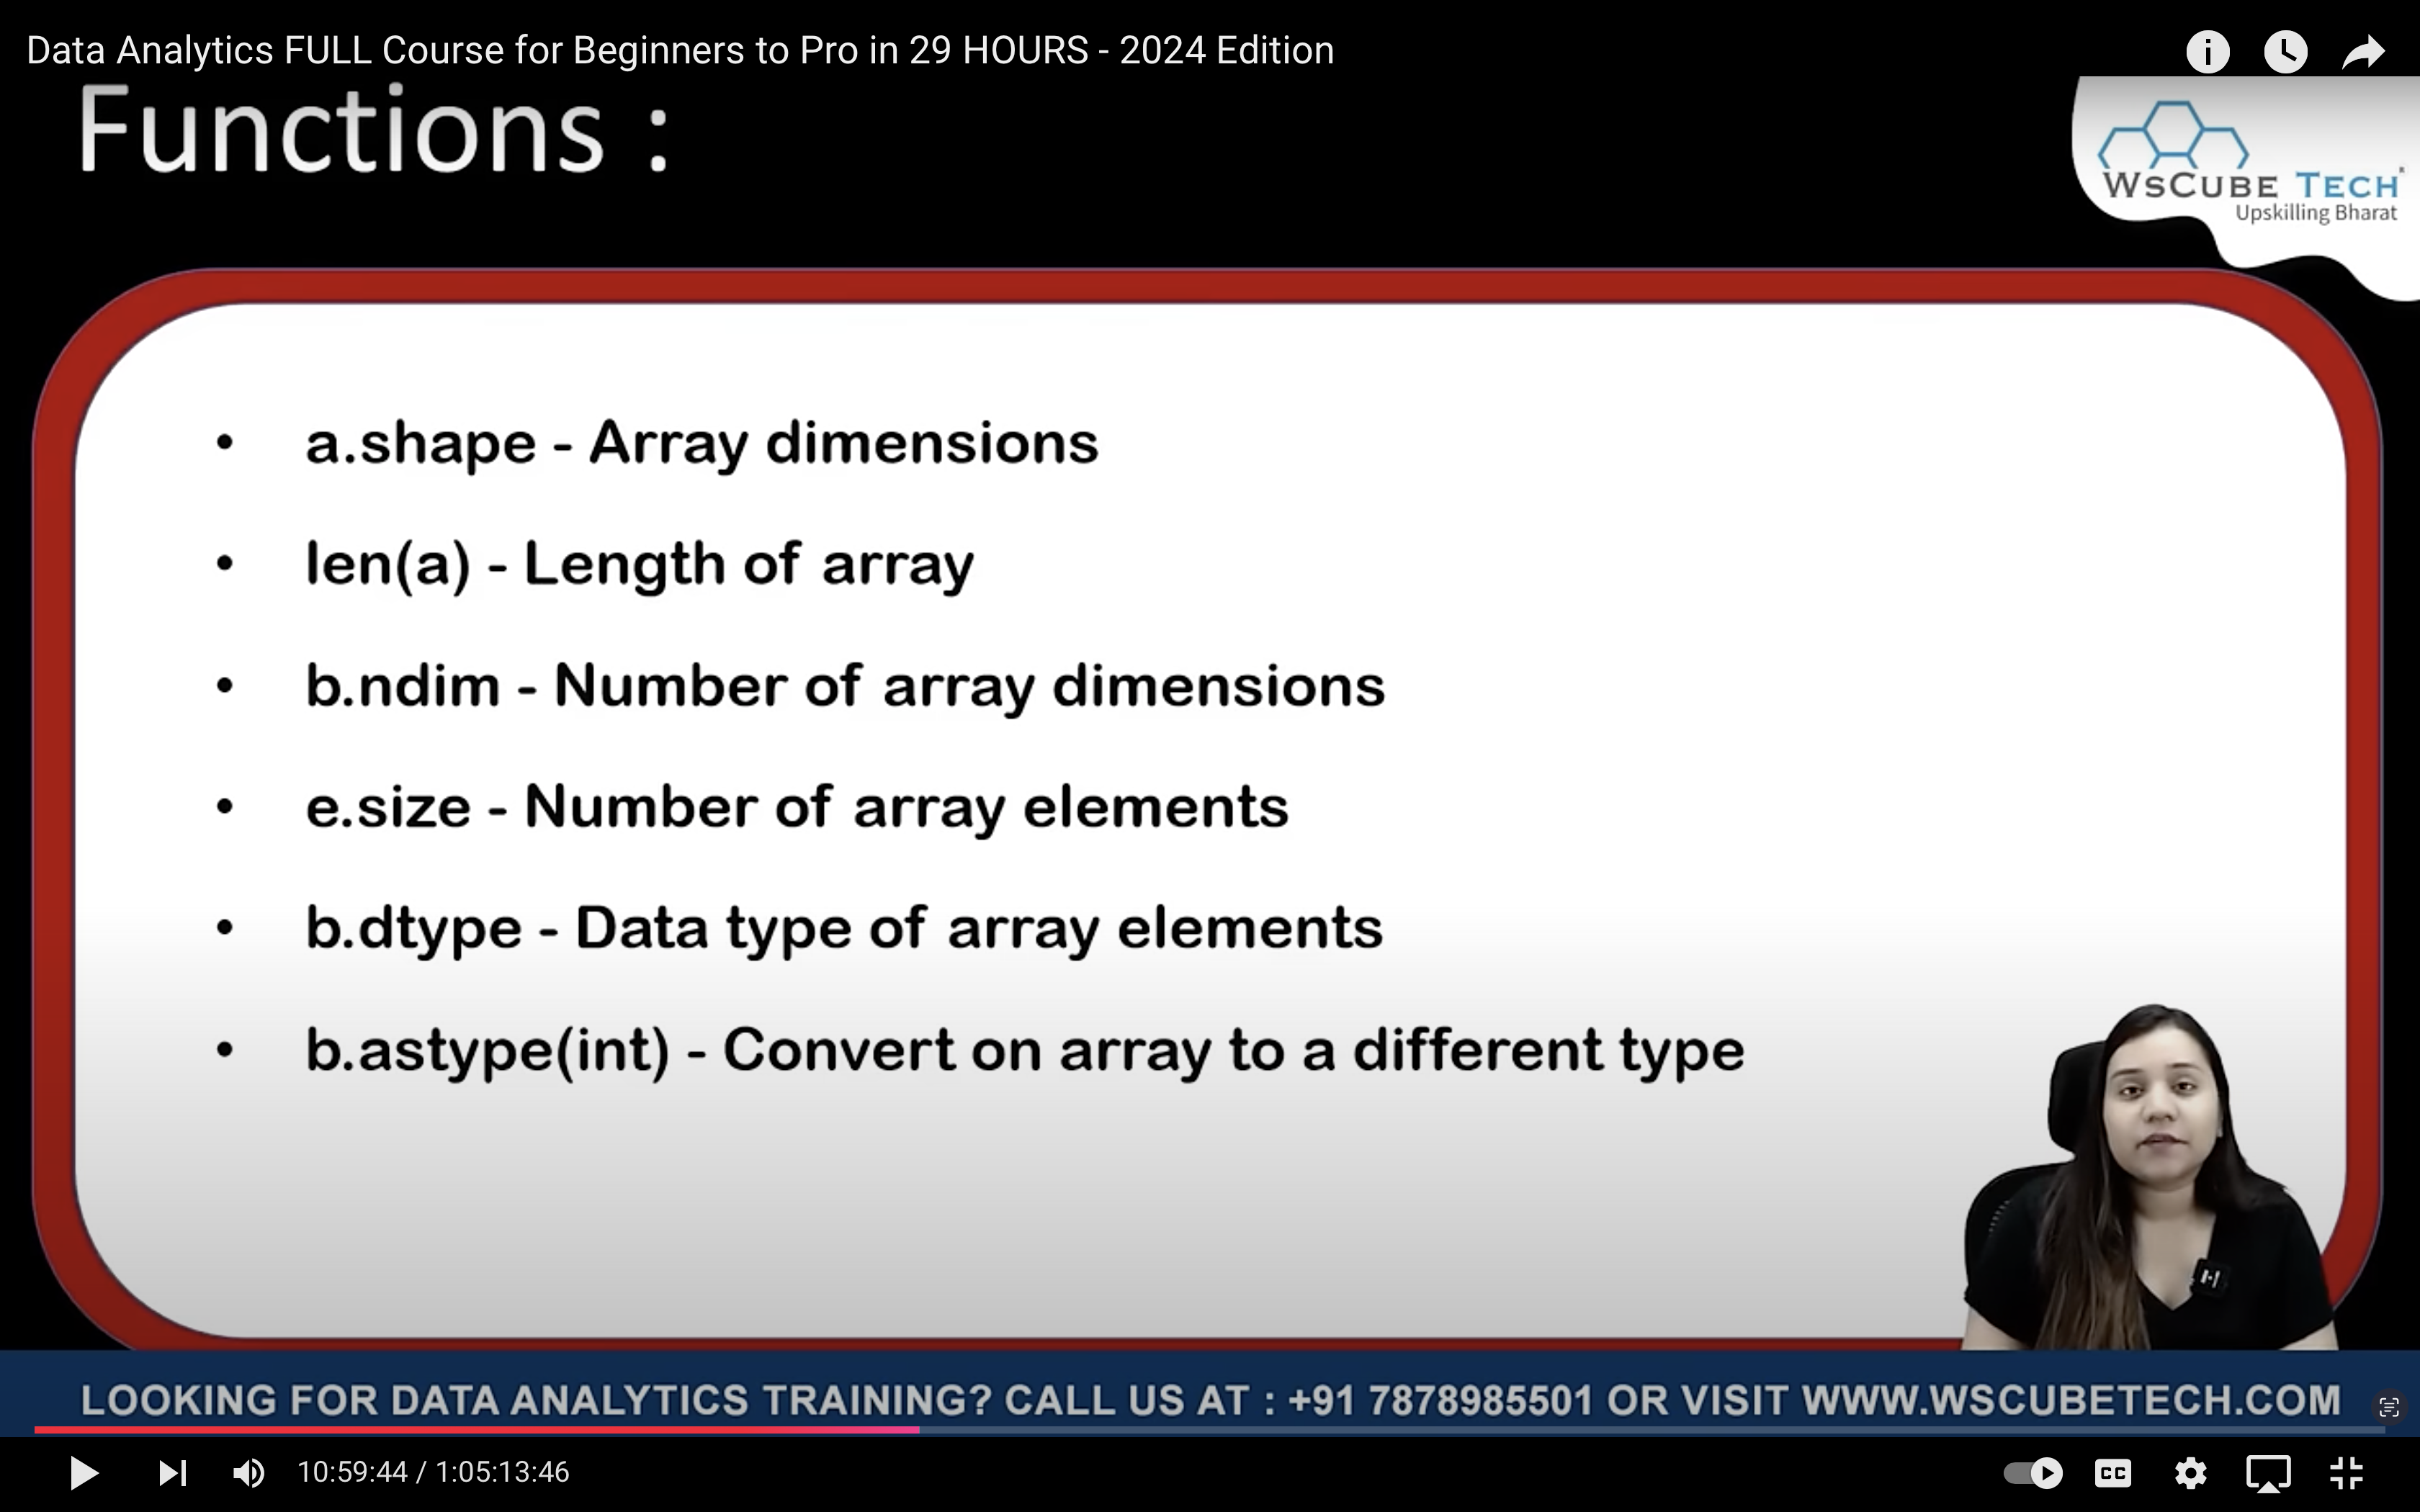 Data Analytics FULL Course for Beginners to Pro in 29 HOURS - 2024 Edition
Functions :
WSCUBE TECH
Upskilling Bharat
• a.shape - Array dimensions
• len(a) - Length of array
• b.ndim - Number of array dimensions
• e.size - Number of array elements
• b.dtype - Data type of array elements
• b.astype(int) - Convert on array to a different type
LOOKING FOR DATA ANALYTICS TRAINING? CALL US AT : +91 7878985501 OR VISIT WWW.WSCUBETECH.COM
10:59:44 / 1:05:13:46
CC